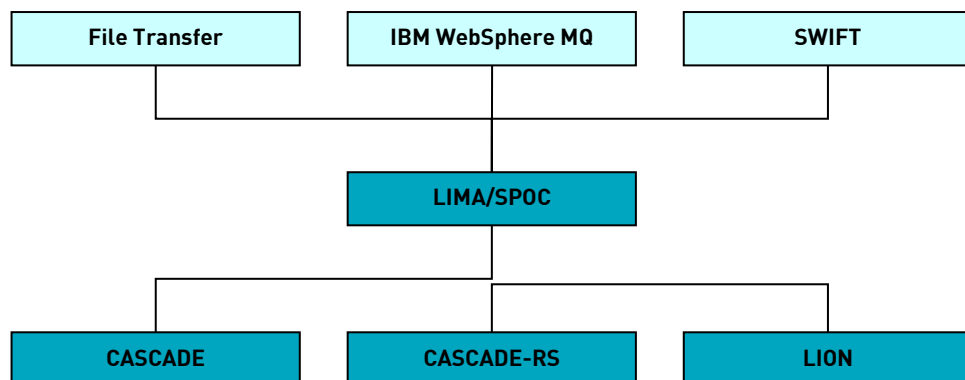 File Transfer
IBM WebSphere MQ
SWIFT
LIMA/SPOC
CASCADE
CASCADE-RS
LION